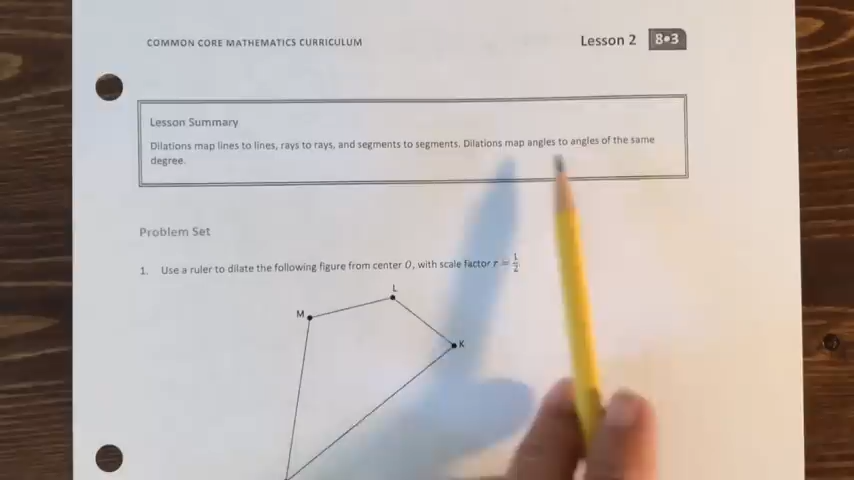 COMMON CORE MATHEMATICS CURRICULUM
Lesson 2
8•3
Lesson Summary
Dilations map lines to lines, rays to rays, and segments to segments. Dilations map angles to angles of the same
degree.
Problem Set
1. Use a ruler to dilate the following figure from center O, with scale factor r = 1/2
L
M
K